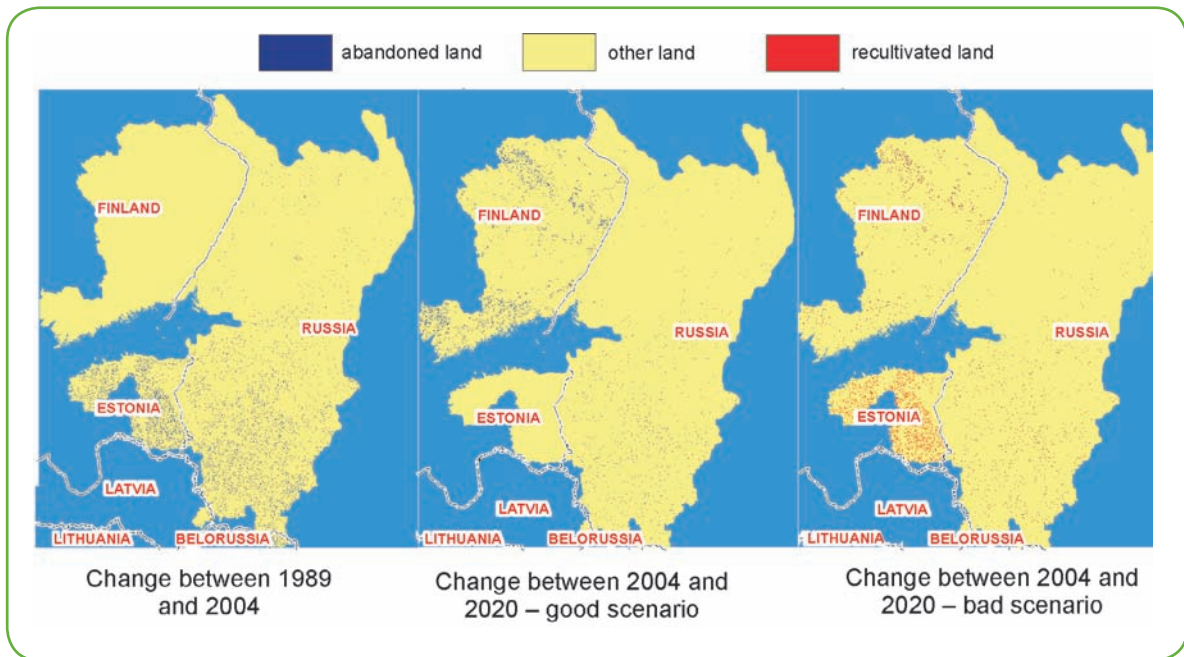 abandoned land
other land
recultivated land
FINLAND
RUSSIA
ESTONIA
LATVIA
LITHUANIA
BELORUSSIA
Change between 1989
and 2004
FINLAND
RUSSIA
ESTONIA
LATVIA
LITHUANIA
BELORUSSIA
Change between 2004 and
2020 – good scenario
FINLAND
RUSSIA
ESTONIA
LATVIA
LITHUANIA
BELORUSSIA
Change between 2004 and
2020 – bad scenario